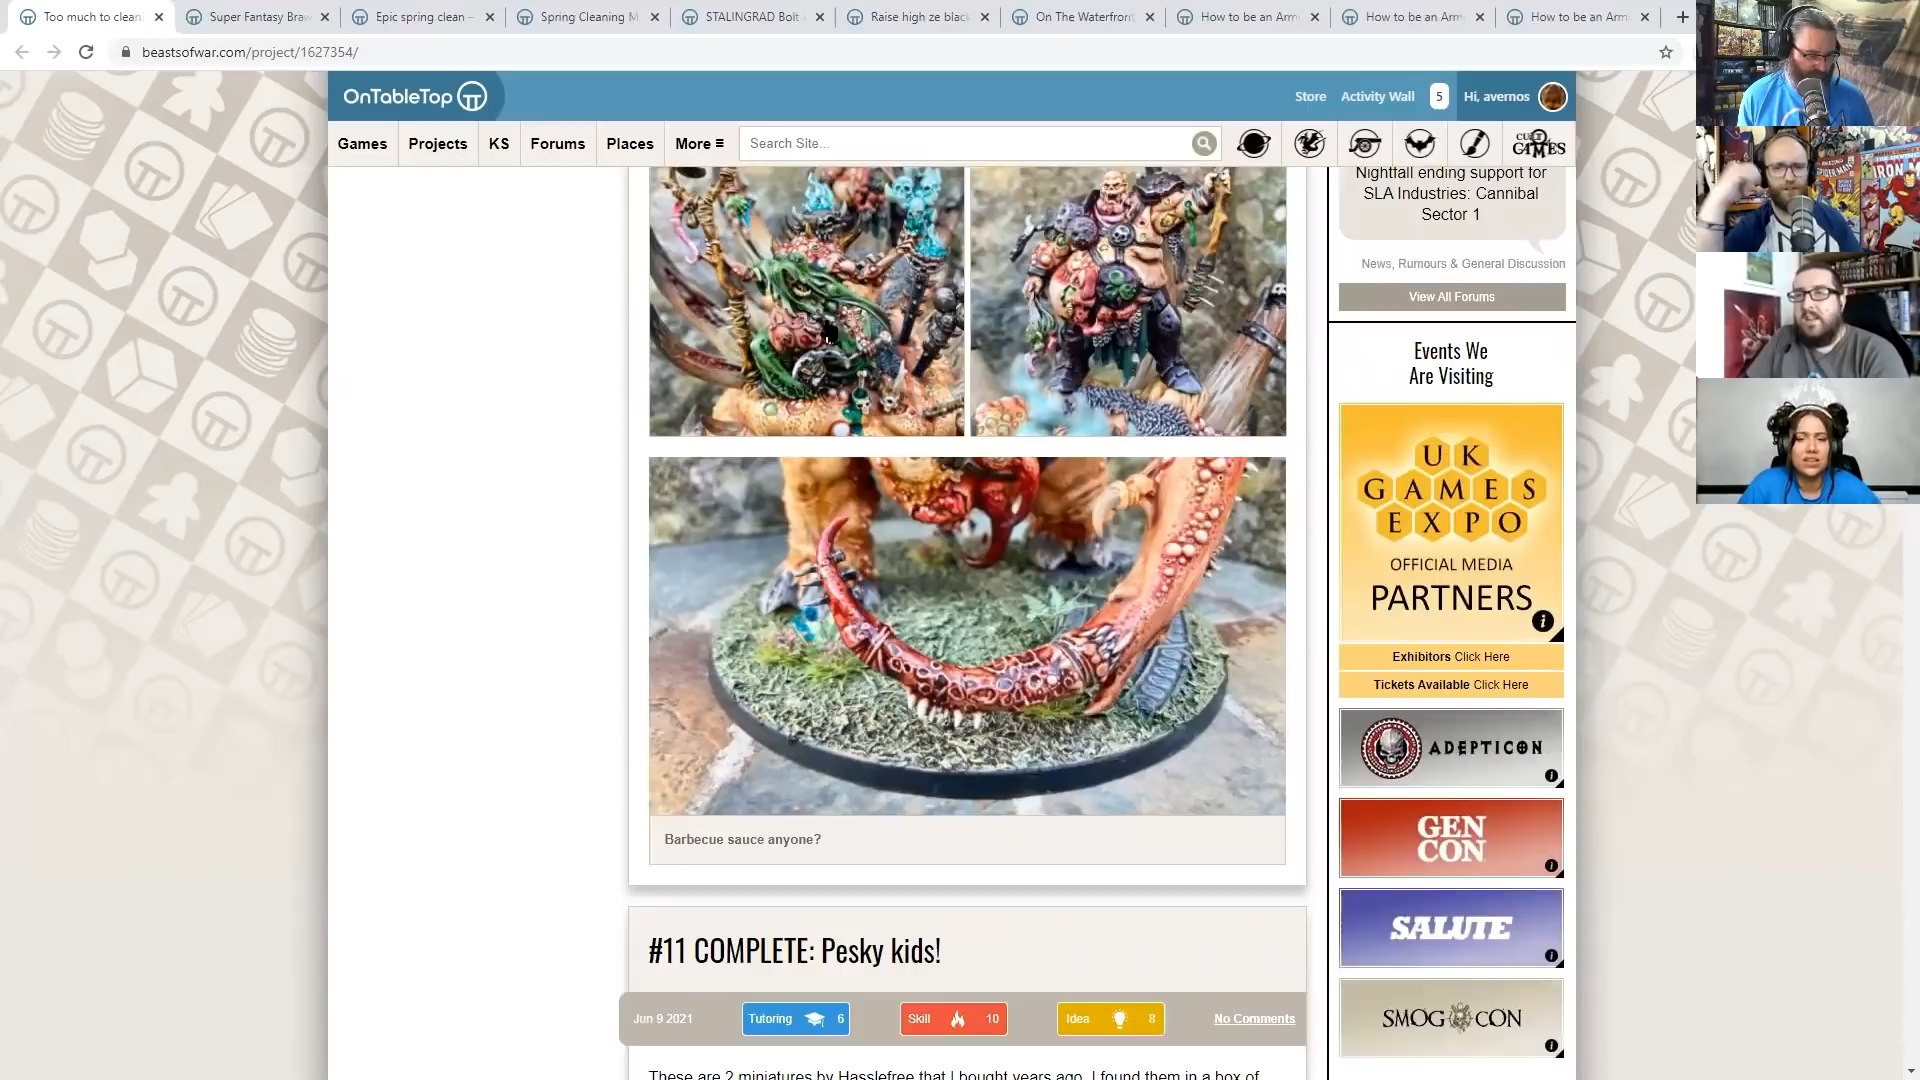 Too much to clean
Super Fantasy Bra
Epic spring clean –
Spring Cleaning M
STALINGRAD Bolt
Raise high ze black
On The Waterfront
How to be an Arm
How to be an Arm
How to be an Arm
beastsofwar.com/project/1627354/
OnTableTop
Store
Activity Wall
5
Hi, avernos
Games
Projects
KS
Forums
Places
More
Search Site...
CULT OF GAMES
Nightfall ending support for
SLA Industries: Cannibal
Sector 1
News, Rumours & General Discussion
View All Forums
Events We
Are Visiting
UK
GAMES
EXPO
OFFICIAL MEDIA
PARTNERS
Exhibitors Click Here
Tickets Available Click Here
ADEPTICON
GEN
CON
SALUTE
SMOG CON
Barbecue sauce anyone?
#11 COMPLETE: Pesky kids!
Jun 9 2021
Tutoring 6
Skill 10
Idea 8
No Comments
These are 2 miniatures by Hasslefree that I bought years ago. I found them in a box of